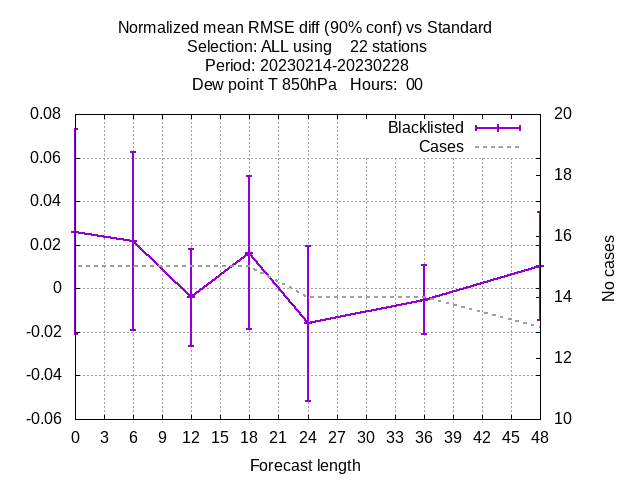 Normalized mean RMSE diff (90% conf) vs Standard
Selection: ALL using    22 stations
Period: 20230214-20230228
Dew point T 850hPa   Hours:  00
Blacklisted
Cases
0.08
0.06
0.04
0.02
0
-0.02
-0.04
-0.06
20
18
16
14
12
10
No cases
0 3 6 9 12 15 18 21 24 27 30 33 36 39 42 45 48
Forecast length